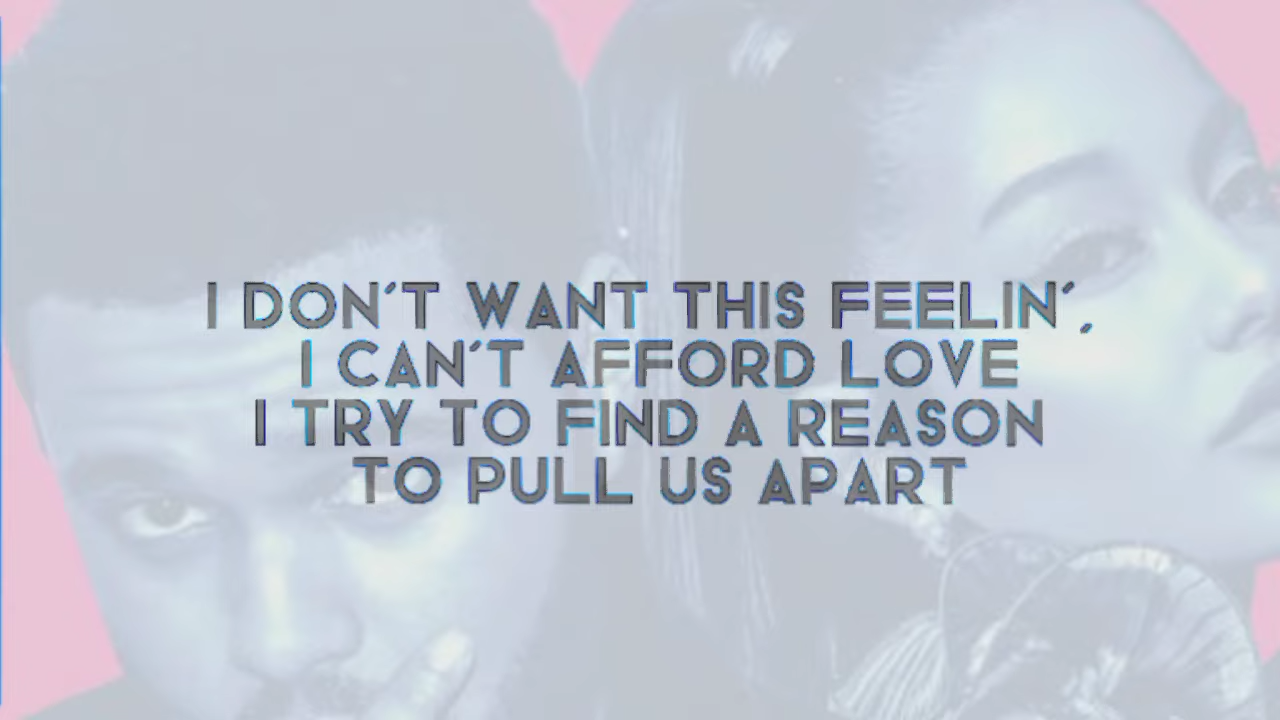 I DON'T WANT THIS FEELIN',
I CAN'T AFFORD LOVE
I TRY TO FIND A REASON
TO PULL US APART